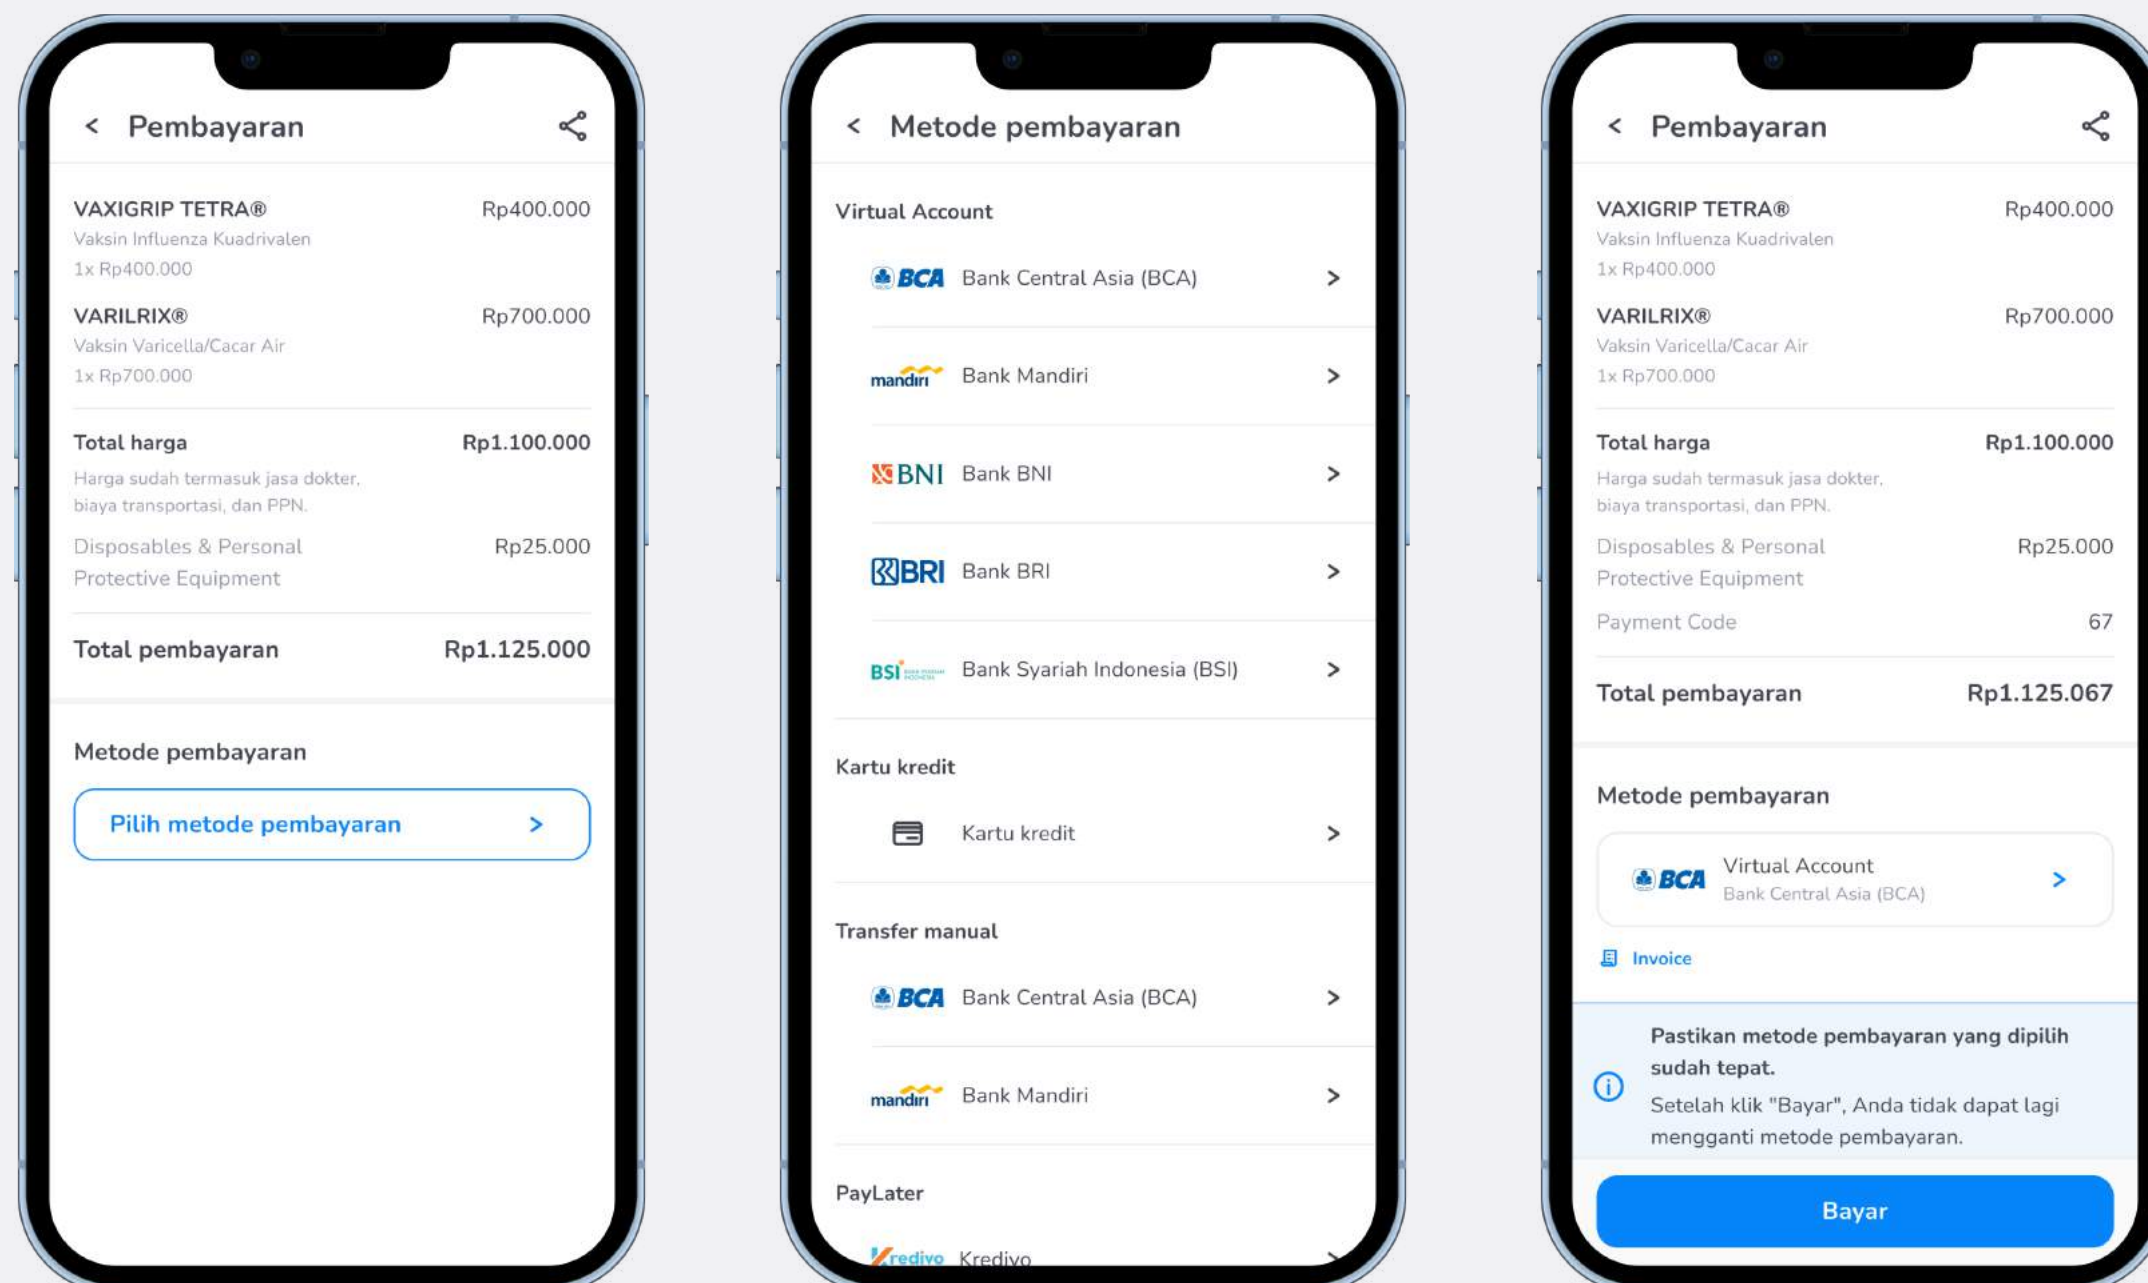 Pembayaran
VAXIGRIP TETRA® Rp400.000
Vaksin Influenza Kuadrivalen
1x Rp400.000
VARILRIX® Rp700.000
Vaksin Varicella/Cacar Air
1x Rp700.000
Total harga Rp1.100.000
Harga sudah termasuk jasa dokter,
biaya transportasi, dan PPN.
Disposables & Personal Rp25.000
Protective Equipment
Total pembayaran Rp1.125.000
Metode pembayaran
Pilih metode pembayaran
Metode pembayaran
Virtual Account
BCA Bank Central Asia (BCA)
mandiri Bank Mandiri
BNI Bank BNI
BRI Bank BRI
BSI Bank Syariah Indonesia (BSI)
Kartu kredit
Kartu kredit
Transfer manual
BCA Bank Central Asia (BCA)
mandiri Bank Mandiri
PayLater
Kredivo Kredivo
Pembayaran
VAXIGRIP TETRA® Rp400.000
Vaksin Influenza Kuadrivalen
1x Rp400.000
VARILRIX® Rp700.000
Vaksin Varicella/Cacar Air
1x Rp700.000
Total harga Rp1.100.000
Harga sudah termasuk jasa dokter,
biaya transportasi, dan PPN.
Disposables & Personal Rp25.000
Protective Equipment
Payment Code 67
Total pembayaran Rp1.125.067
Metode pembayaran
BCA Virtual Account
Bank Central Asia (BCA)
Invoice
Pastikan metode pembayaran yang dipilih
sudah tepat.
Setelah klik "Bayar", Anda tidak dapat lagi
mengganti metode pembayaran.
Bayar